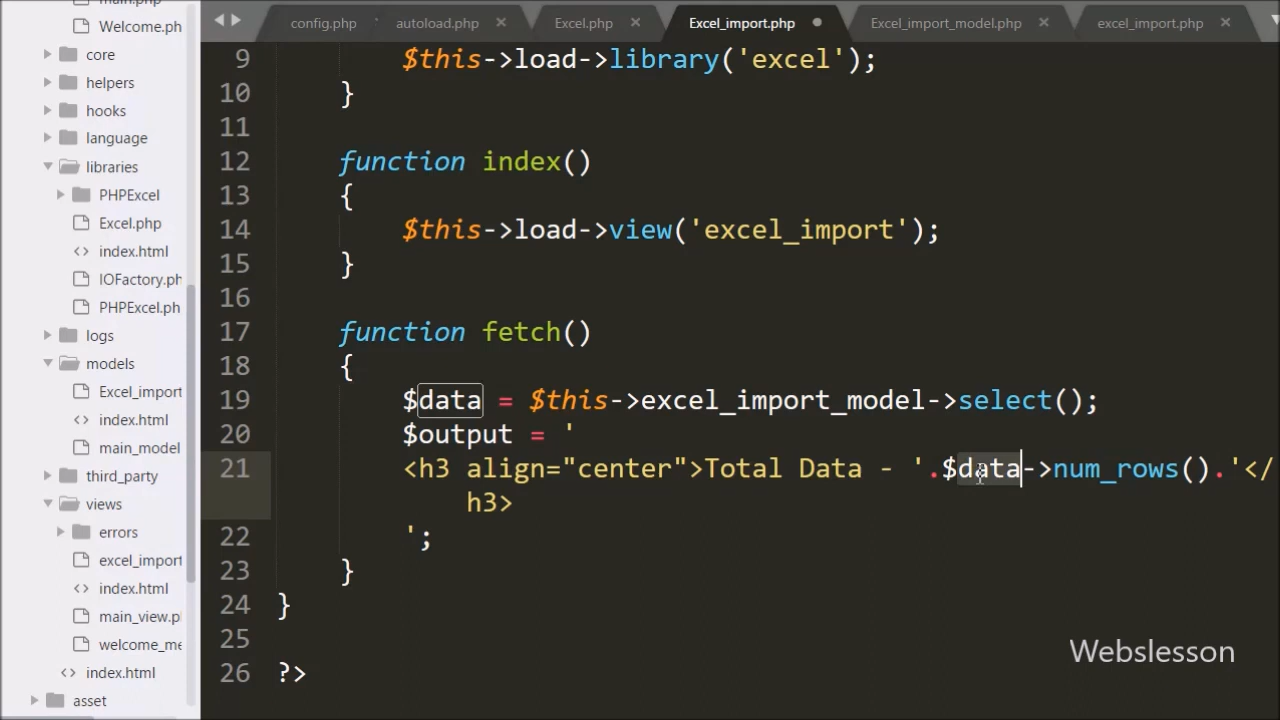 main.php
Welcome.ph
core
helpers
hooks
language
libraries
PHPExcel
Excel.php
index.html
IOFactory.ph
PHPExcel.ph
logs
models
Excel_import
index.html
main_model
third_party
views
errors
excel_import
index.html
main_view.p
welcome_me
index.html
asset
config.php
autoload.php
Excel.php
Excel_import.php
Excel_import_model.php
excel_import.php
9 $this->load->library('excel');
10 }
11
12 function index()
13 {
14 $this->load->view('excel_import');
15 }
16
17 function fetch()
18 {
19 $data = $this->excel_import_model->select();
20 $output = '
21 <h3 align="center">Total Data - '.$data->num_rows().'</
h3>
22 ';
23 }
24 }
25
26 ?>
Webslesson